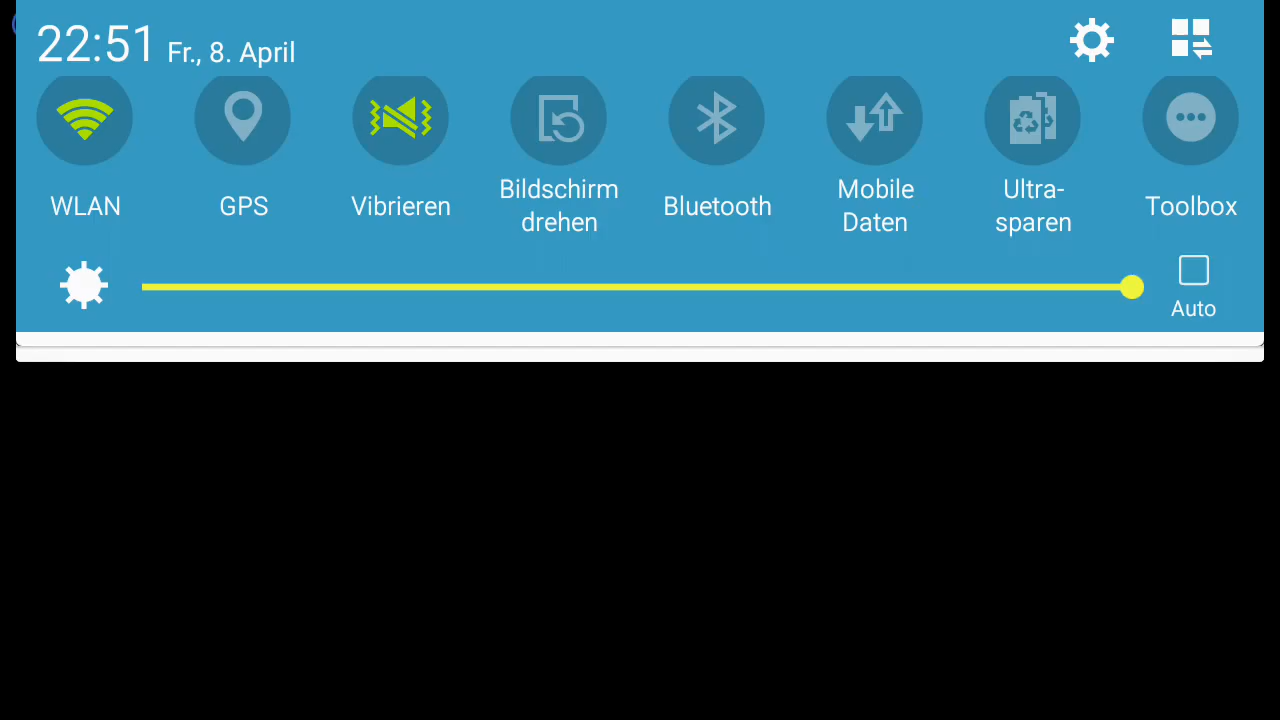 22:51 Fr., 8. April
WLAN
GPS
Vibrieren
Bildschirm
drehen
Bluetooth
Mobile
Daten
Ultra-
sparen
Toolbox
Auto